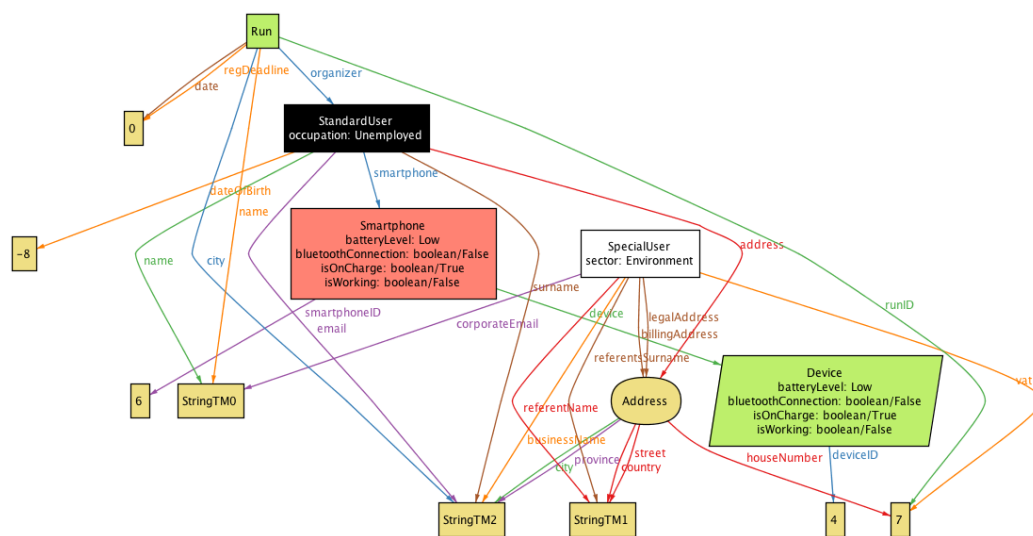 Run
regDeadline
organizer
date
0
StandardUser
occupation: Unemployed
smartphone
dateOfBirth
name
-8
name
city
Smartphone
batteryLevel: Low
bluetoothConnection: boolean/False
isOnCharge: boolean/True
isWorking: boolean/False
SpecialUser
sector: Environment
address
surname
smartphoneID
email
corporateEmail
device
legalAddress
billingAddress
runID
referentsSurname
vat
6
StringTM0
referentName
Address
Device
batteryLevel: Low
bluetoothConnection: boolean/False
isOnCharge: boolean/True
isWorking: boolean/False
businessName
province
city
street
country
houseNumber
deviceID
StringTM2
StringTM1
4
7